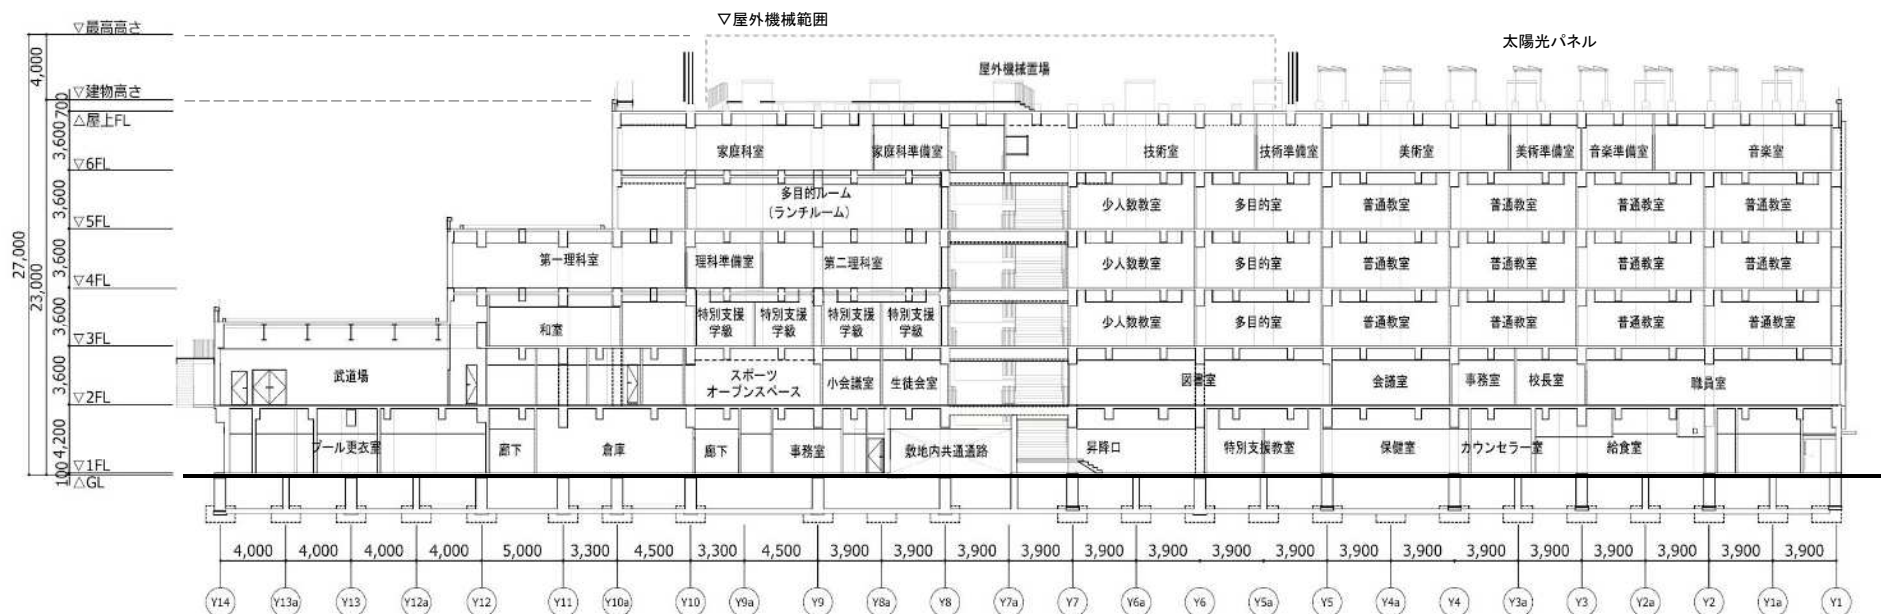 ▽屋外機械範囲
▽最高高さ
太陽光パネル
屋外機械置場
4,000
▽建物高さ
700
△屋上FL
3,600
家庭科室 家庭科準備室 技術室 技術準備室 美術室 美術準備室 音楽準備室 音楽室
▽6FL
3,600
多目的ルーム
(ランチルーム)
少人数教室 多目的室 普通教室 普通教室 普通教室 普通教室
▽5FL
27,000
23,000
3,600
第一理科室 理科準備室 第二理科室 少人数教室 多目的室 普通教室 普通教室 普通教室 普通教室
▽4FL
3,600
和室
特別支援
学級
特別支援
学級
特別支援
学級
特別支援
学級
少人数教室 多目的室 普通教室 普通教室 普通教室 普通教室
▽3FL
3,600
武道場
スポーツ
オープンスペース
小会議室 生徒会室 図書室 会議室 事務室 校長室 職員室
▽2FL
4,200
プール更衣室 廊下 倉庫 廊下 事務室 敷地内共通通路 昇降口 特別支援教室 保健室 カウンセラー室 給食室
▽1FL
100
△GL
4,000 4,000 4,000 4,000 5,000 3,300 4,500 3,300 4,500 3,900 3,900 3,900 3,900 3,900 3,900 3,900 3,900 3,900 3,900 3,900 3,900 3,900 3,900 3,900 3,900
Y14 Y13a Y13 Y12a Y12 Y11 Y10a Y10 Y9a Y9 Y8a Y8 Y7a Y7 Y6a Y6 Y5a Y5 Y4a Y4 Y3a Y3 Y2a Y2 Y1a Y1